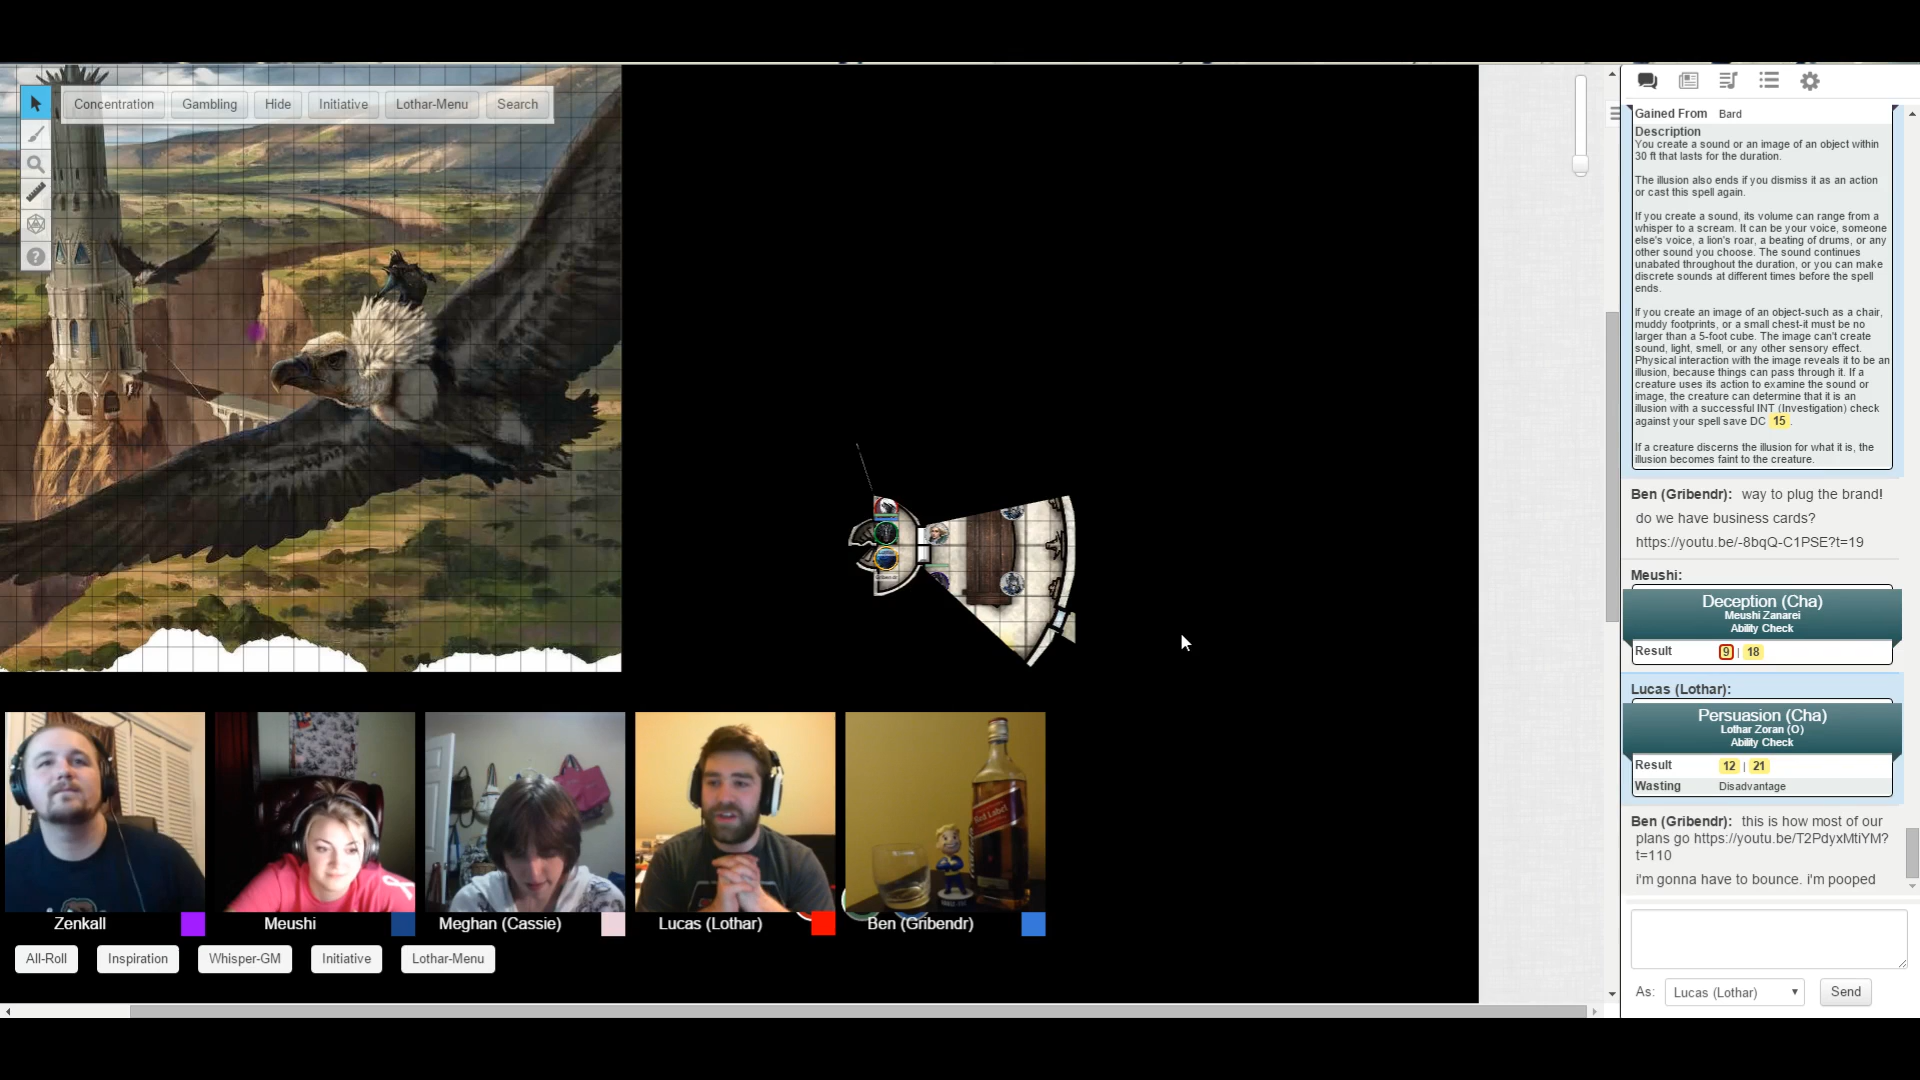 Concentration
Gambling
Hide
Initiative
Lothar-Menu
Search
Gained From Bard
Description
You create a sound or an image of an object within
30 ft that lasts for the duration.
The illusion also ends if you dismiss it as an action
or cast this spell again.
If you create a sound, its volume can range from a
whisper to a scream. It can be your voice, someone
else's voice, a lion's roar, a beating of drums, or any
other sound you choose. The sound continues
unabated throughout the duration, or you can make
discrete sounds at different times before the spell
ends.
If you create an image of an object-such as a chair,
muddy footprints, or a small chest-it must be no
larger than a 5-foot cube. The image can't create
sound, light, smell, or any other sensory effect.
Physical interaction with the image reveals it to be an
illusion, because things can pass through it. If a
creature uses its action to examine the sound or
image, the creature can determine that it is an
illusion with a successful INT (Investigation) check
against your spell save DC 15 .
If a creature discerns the illusion for what it is, the
illusion becomes faint to the creature.
Ben (Gribendr): way to plug the brand!
do we have business cards?
https://youtu.be/-8bqQ-C1PSE?t=19
Meushi:
Deception (Cha)
Meushi Zanarei
Ability Check
Result 9 | 18
Lucas (Lothar):
Persuasion (Cha)
Lothar Zoran (O)
Ability Check
Result 12 | 21
Wasting Disadvantage
Ben (Gribendr): this is how most of our
plans go https://youtu.be/T2PdyxMtiYM?
t=110
i'm gonna have to bounce. i'm pooped
As: Lucas (Lothar) Send
Red Label
Zenkall
Meushi
Meghan (Cassie)
Lucas (Lothar)
Ben (Gribendr)
All-Roll
Inspiration
Whisper-GM
Initiative
Lothar-Menu